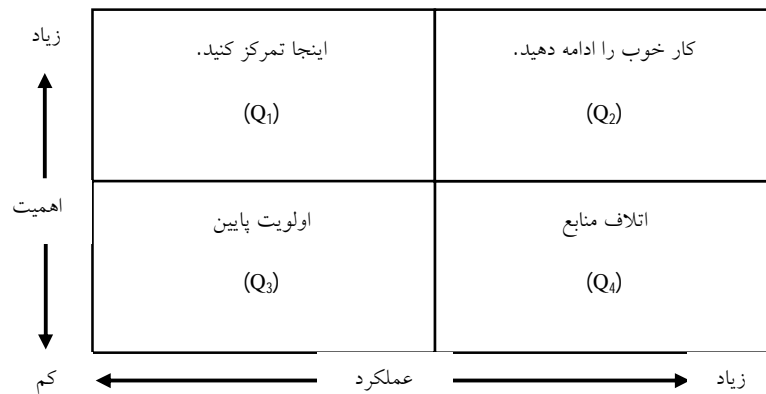 زیاد
کار خوب را ادامه دهید.
اینجا تمرکز کنید.
(Q₂)
(Q₁)
اهمیت
اتلاف منابع
اولویت پایین
(Q₄)
(Q₃)
زیاد
عملکرد
کم